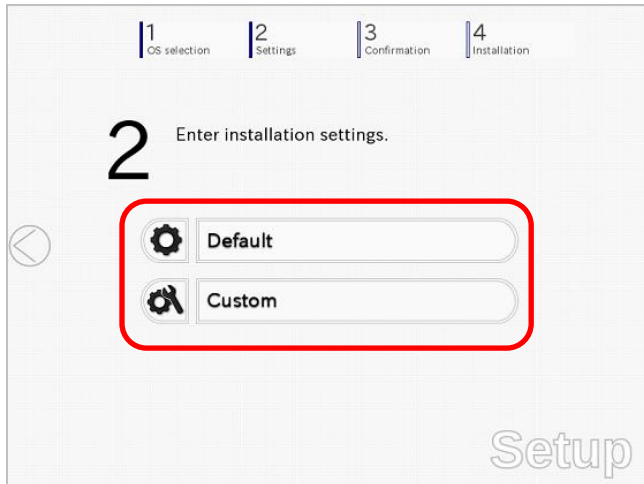 1 2 3 4
OS selection Settings Confirmation Installation
2 Enter installation settings.
Default
Custom
Setup